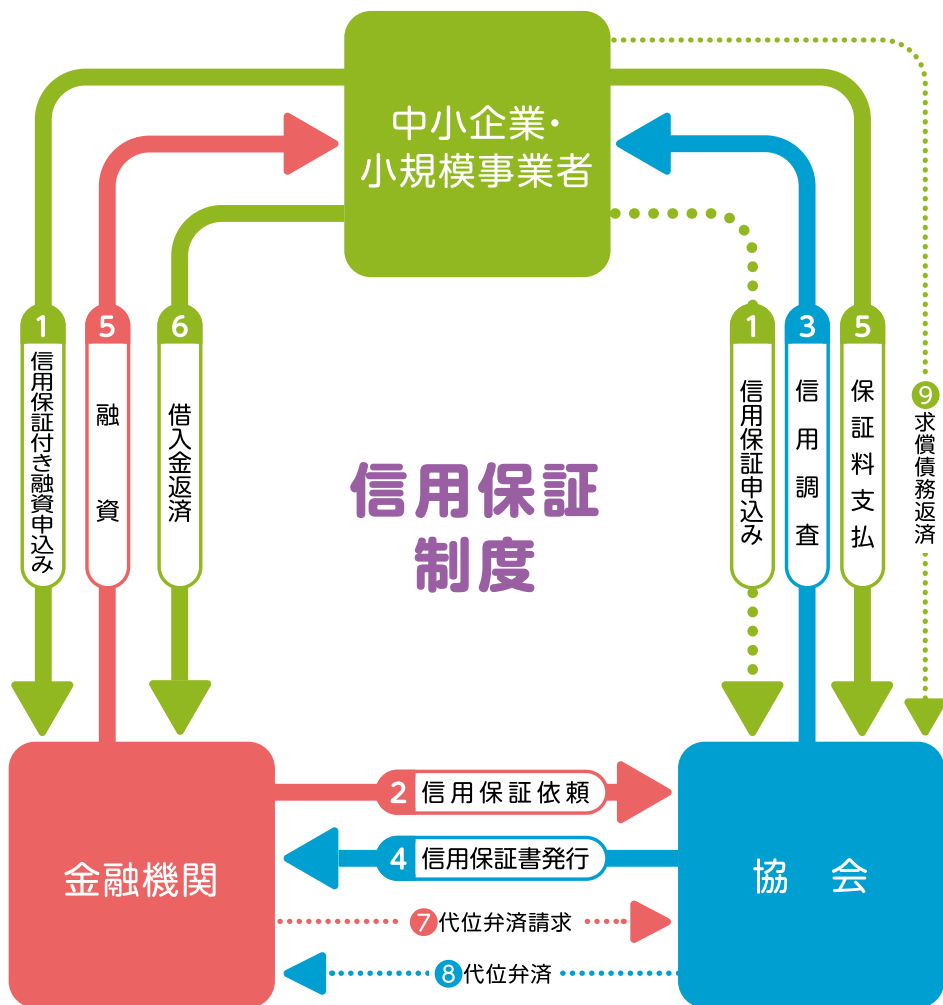 中小企業・
小規模事業者
1
信用保証付き融資申込み
5
融資
6
借入金返済
1
信用保証申込み
3
信用調査
5
保証料支払
9
求償債務返済
信用保証
制度
2 信用保証依頼
4 信用保証書発行
7 代位弁済請求
8 代位弁済
金融機関
協会